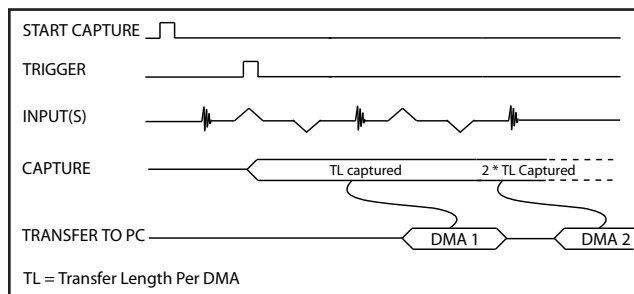 START CAPTURE
TRIGGER
INPUT(S)
CAPTURE
TL captured
2 * TL Captured
TRANSFER TO PC
DMA 1
DMA 2
TL = Transfer Length Per DMA